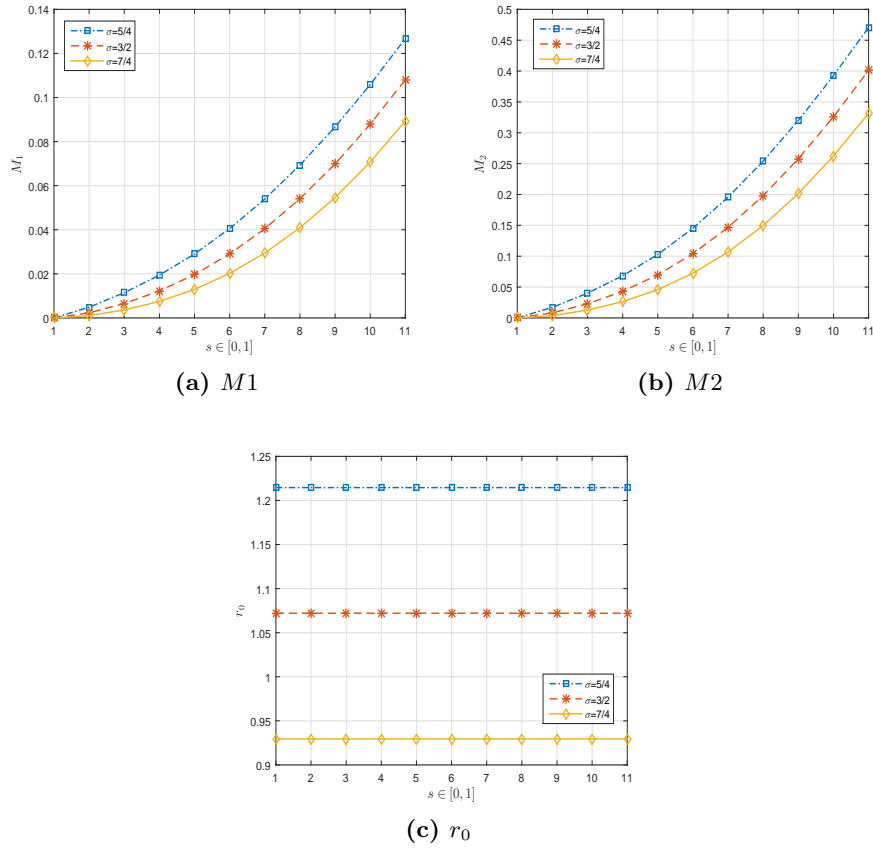 0.14
0.12
0.1
0.08
0.06
0.04
0.02
0
M₁
σ=5/4
σ=3/2
σ=7/4
1 2 3 4 5 6 7 8 9 10 11
s ∈ [0, 1]
(a) M1
0.5
0.45
0.4
0.35
0.3
0.25
0.2
0.15
0.1
0.05
0
M₂
σ=5/4
σ=3/2
σ=7/4
1 2 3 4 5 6 7 8 9 10 11
s ∈ [0, 1]
(b) M2
1.25
1.2
1.15
1.1
1.05
1
0.95
0.9
r₀
σ=5/4
σ=3/2
σ=7/4
1 2 3 4 5 6 7 8 9 10 11
s ∈ [0, 1]
(c) r₀